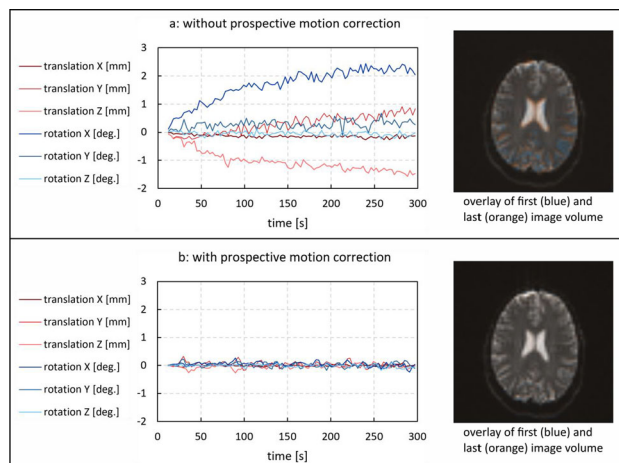 a: without prospective motion correction
translation X [mm]
translation Y [mm]
translation Z [mm]
rotation X [deg.]
rotation Y [deg.]
rotation Z [deg.]
3
2
1
0
-1
-2
0 50 100 150 200 250 300
time [s]
overlay of first (blue) and
last (orange) image volume
b: with prospective motion correction
translation X [mm]
translation Y [mm]
translation Z [mm]
rotation X [deg.]
rotation Y [deg.]
rotation Z [deg.]
3
2
1
0
-1
-2
0 50 100 150 200 250 300
time [s]
overlay of first (blue) and
last (orange) image volume